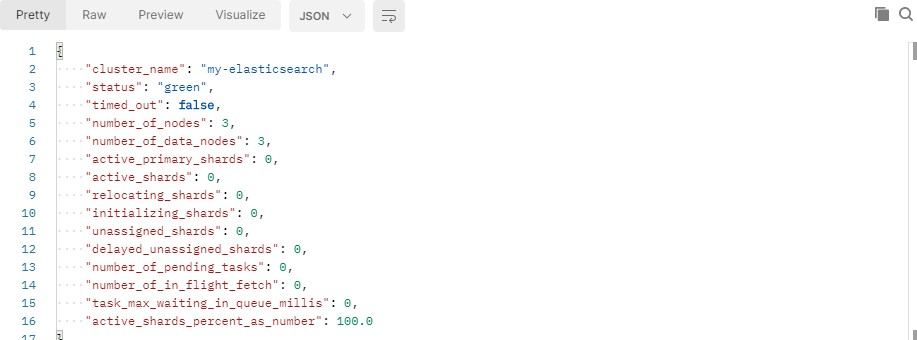 Pretty Raw Preview Visualize JSON
1 {
2 "cluster_name": "my-elasticsearch",
3 "status": "green",
4 "timed_out": false,
5 "number_of_nodes": 3,
6 "number_of_data_nodes": 3,
7 "active_primary_shards": 0,
8 "active_shards": 0,
9 "relocating_shards": 0,
10 "initializing_shards": 0,
11 "unassigned_shards": 0,
12 "delayed_unassigned_shards": 0,
13 "number_of_pending_tasks": 0,
14 "number_of_in_flight_fetch": 0,
15 "task_max_waiting_in_queue_millis": 0,
16 "active_shards_percent_as_number": 100.0
17 }